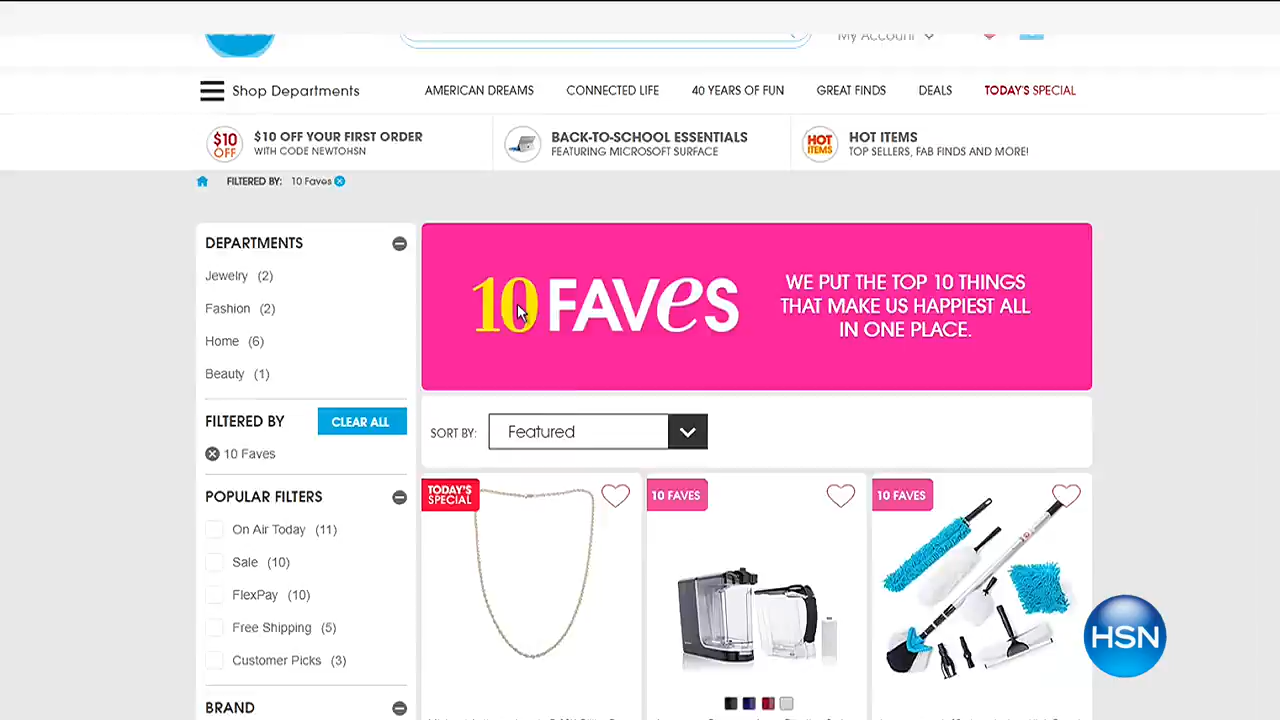 My Account
Shop Departments
AMERICAN DREAMS
CONNECTED LIFE
40 YEARS OF FUN
GREAT FINDS
DEALS
TODAY'S SPECIAL
$10 OFF
$10 OFF YOUR FIRST ORDER
WITH CODE NEWTOHSN
BACK-TO-SCHOOL ESSENTIALS
FEATURING MICROSOFT SURFACE
HOT ITEMS
HOT ITEMS
TOP SELLERS, FAB FINDS AND MORE!
FILTERED BY: 10 Faves
DEPARTMENTS
Jewelry (2)
Fashion (2)
Home (6)
Beauty (1)
FILTERED BY
CLEAR ALL
10 Faves
POPULAR FILTERS
On Air Today (11)
Sale (10)
FlexPay (10)
Free Shipping (5)
Customer Picks (3)
BRAND
10 FAVeS
WE PUT THE TOP 10 THINGS
THAT MAKE US HAPPIEST ALL
IN ONE PLACE.
SORT BY: Featured
TODAY'S
SPECIAL
10 FAVES
10 FAVES
HSN